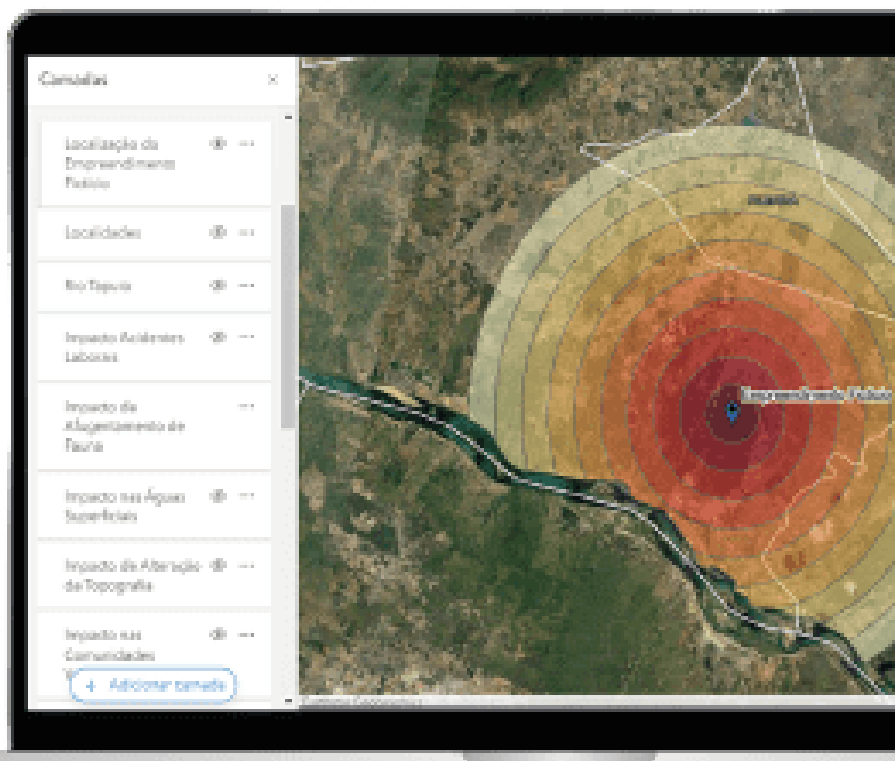 Camadas
Localização do
Empreendimento
Fictício
Localidades
Rio
Impacto Acidentes
Laborais
Impacto de
Afugentamento de
Fauna
Impacto nas Águas
Superficiais
Impacto de Alteração
da Topografia
Impacto nas
Comunidades
+ Adicionar camada
Empreendimento Fictício